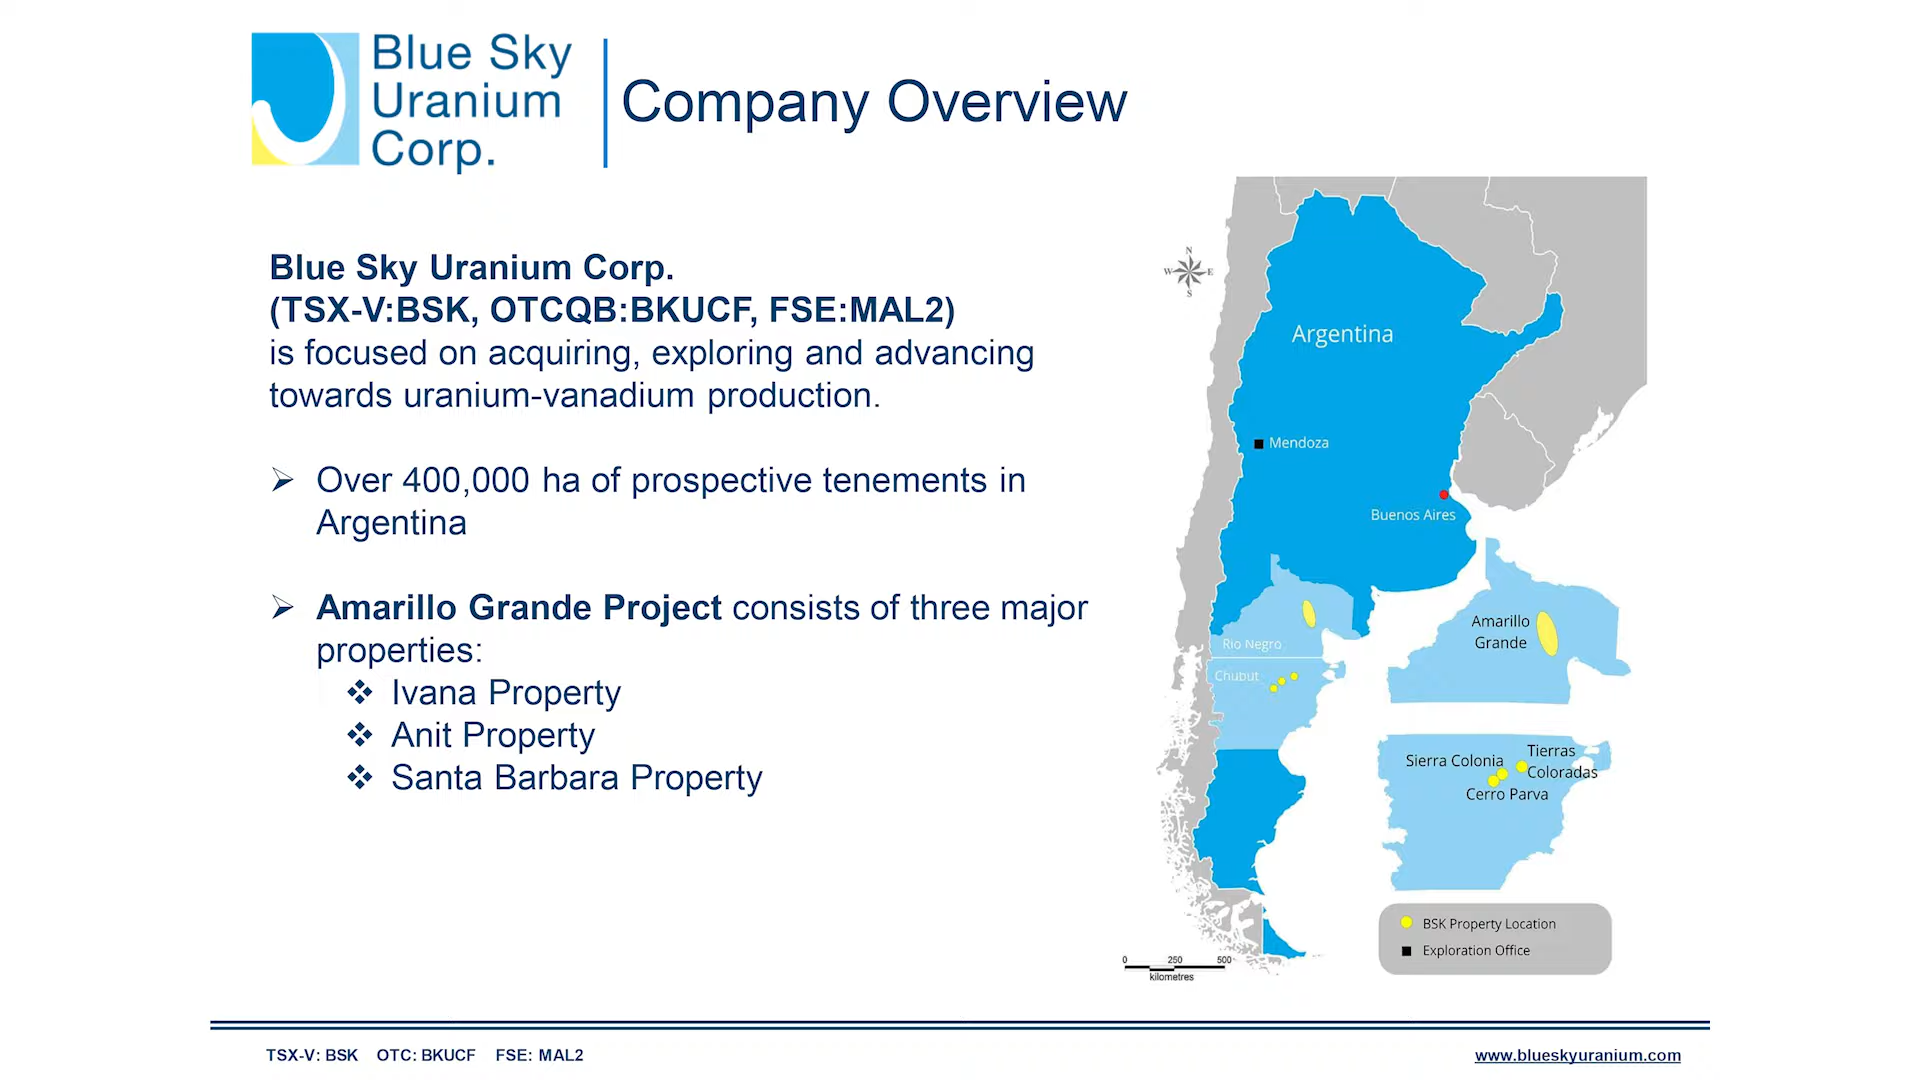 Blue Sky
Uranium
Corp.
Company Overview
Blue Sky Uranium Corp.
(TSX-V:BSK, OTCQB:BKUCF, FSE:MAL2)
is focused on acquiring, exploring and advancing
towards uranium-vanadium production.
Over 400,000 ha of prospective tenements in
Argentina
Amarillo Grande Project consists of three major
properties:
Ivana Property
Anit Property
Santa Barbara Property
N
W E
S
Argentina
Mendoza
Buenos Aires
Rio Negro
Chubut
Amarillo
Grande
Sierra Colonia
Tierras
Coloradas
Cerro Parva
BSK Property Location
Exploration Office
0 250 500
kilometres
TSX-V: BSK OTC: BKUCF FSE: MAL2
www.blueskyuranium.com